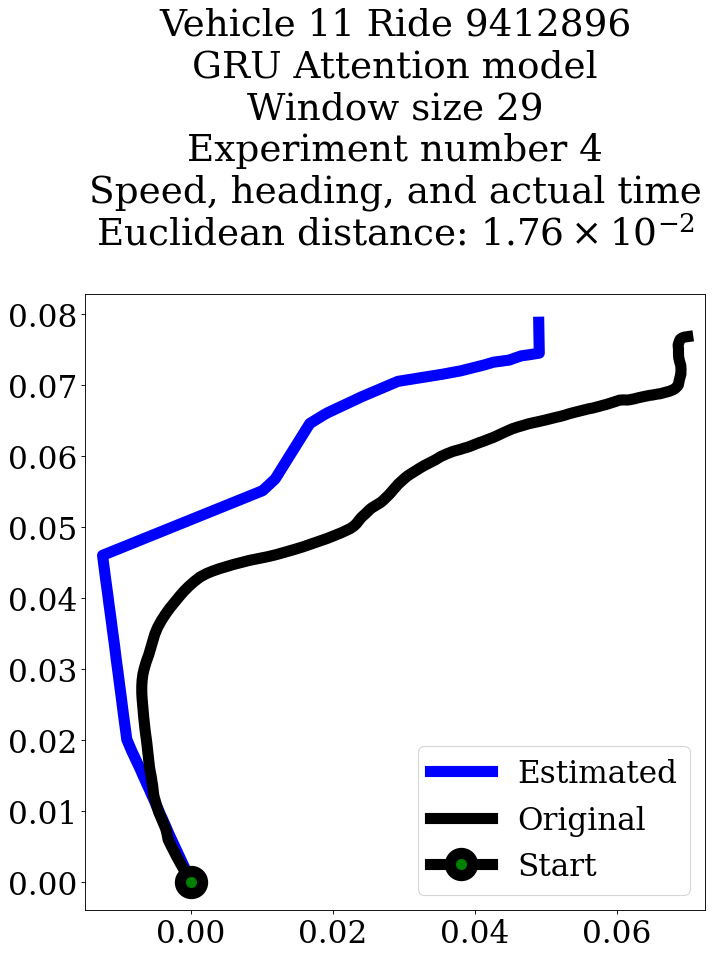 Vehicle 11 Ride 9412896
GRU Attention model
Window size 29
Experiment number 4
Speed, heading, and actual time
Euclidean distance: 1.76 × 10⁻²
0.08
0.07
0.06
0.05
0.04
0.03
0.02
0.01
0.00
Estimated
Original
Start
0.00 0.02 0.04 0.06